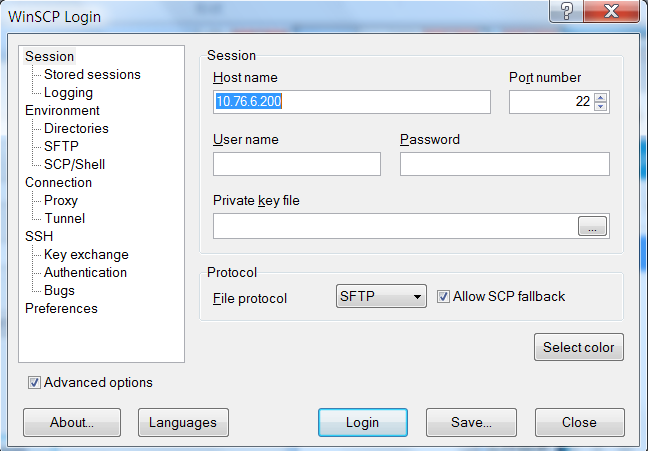 WinSCP Login
Session
Stored sessions
Logging
Environment
Directories
SFTP
SCP/Shell
Connection
Proxy
Tunnel
SSH
Key exchange
Authentication
Bugs
Preferences
Advanced options
Session
Host name
Port number
10.76.6.200
22
User name
Password
Private key file
...
Protocol
File protocol
SFTP
Allow SCP fallback
Select color
About...
Languages
Login
Save...
Close